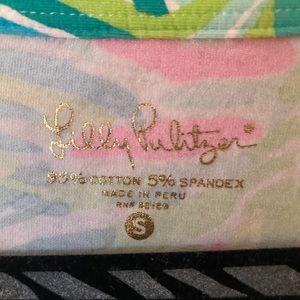 Lilly Pulitzer®
95% COTTON 5% SPANDEX
MADE IN PERU
S